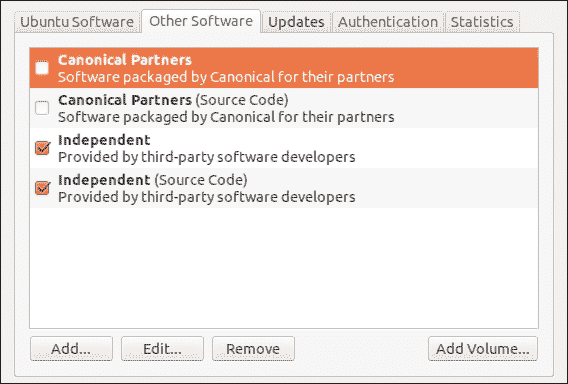 Ubuntu Software Other Software Updates Authentication Statistics
Canonical Partners
Software packaged by Canonical for their partners
Canonical Partners (Source Code)
Software packaged by Canonical for their partners
Independent
Provided by third-party software developers
Independent (Source Code)
Provided by third-party software developers
Add... Edit... Remove Add Volume...